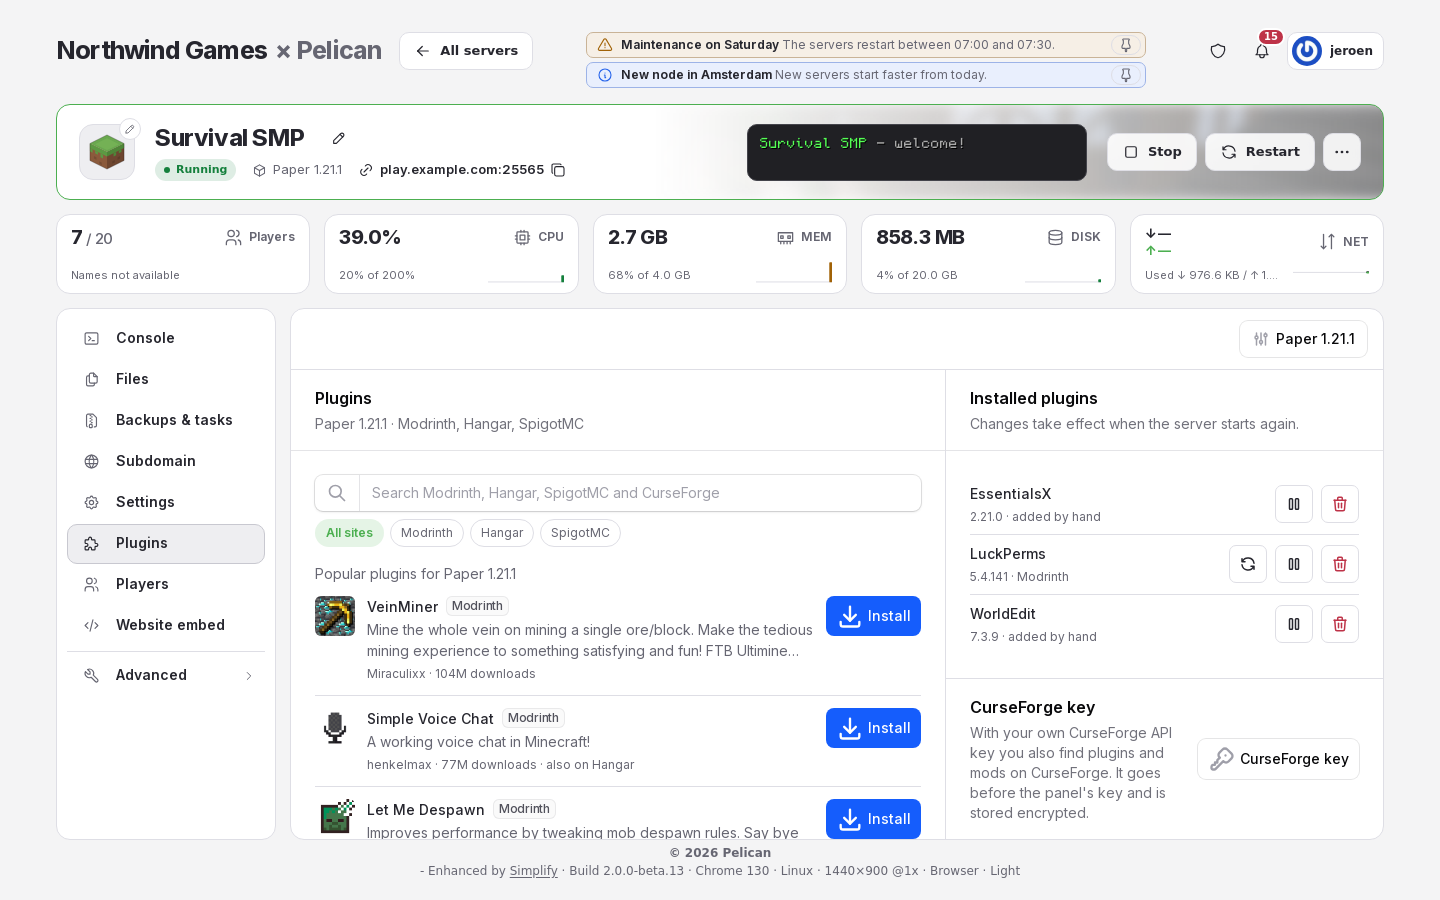 Northwind Games × Pelican
All servers
Maintenance on Saturday The servers restart between 07:00 and 07:30.
New node in Amsterdam New servers start faster from today.
15
jeroen
Survival SMP
Running
Paper 1.21.1
play.example.com:25565
Survival SMP - welcome!
Stop
Restart
7 / 20
Players
Names not available
39.0%
CPU
20% of 200%
2.7 GB
MEM
68% of 4.0 GB
858.3 MB
DISK
4% of 20.0 GB
↓—
↑—
NET
Used ↓ 976.6 KB / ↑ 1....
Console
Files
Backups & tasks
Subdomain
Settings
Plugins
Players
Website embed
Advanced
Paper 1.21.1
Plugins
Paper 1.21.1 · Modrinth, Hangar, SpigotMC
Search Modrinth, Hangar, SpigotMC and CurseForge
All sites
Modrinth
Hangar
SpigotMC
Popular plugins for Paper 1.21.1
VeinMiner Modrinth
Mine the whole vein on mining a single ore/block. Make the tedious
mining experience to something satisfying and fun! FTB Ultimine...
Miraculixx · 104M downloads
Install
Simple Voice Chat Modrinth
A working voice chat in Minecraft!
henkelmax · 77M downloads · also on Hangar
Install
Let Me Despawn Modrinth
Improves performance by tweaking mob despawn rules. Say bye
Install
Installed plugins
Changes take effect when the server starts again.
EssentialsX
2.21.0 · added by hand
LuckPerms
5.4.141 · Modrinth
WorldEdit
7.3.9 · added by hand
CurseForge key
With your own CurseForge API
key you also find plugins and
mods on CurseForge. It goes
before the panel's key and is
stored encrypted.
CurseForge key
© 2026 Pelican
- Enhanced by Simplify · Build 2.0.0-beta.13 · Chrome 130 · Linux · 1440×900 @1x · Browser · Light